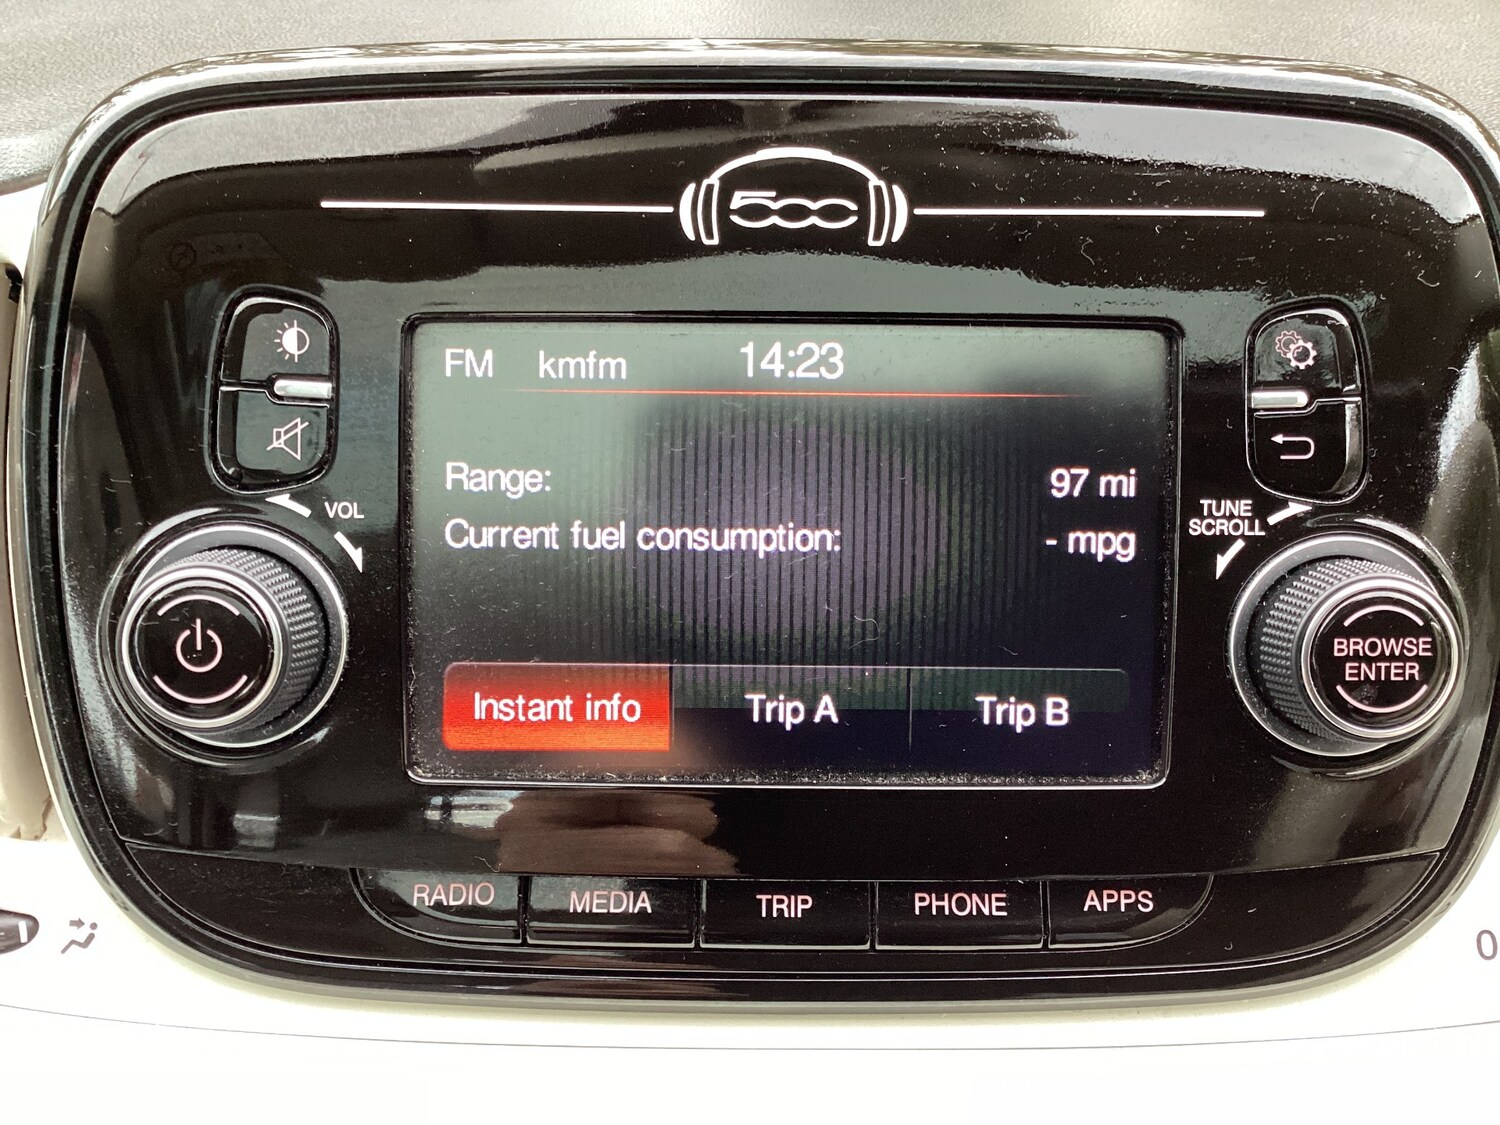 500
FM kmfm 14:23
Range: 97 mi
Current fuel consumption: - mpg
Instant info Trip A Trip B
VOL
TUNE
SCROLL
BROWSE
ENTER
RADIO MEDIA TRIP PHONE APPS
0